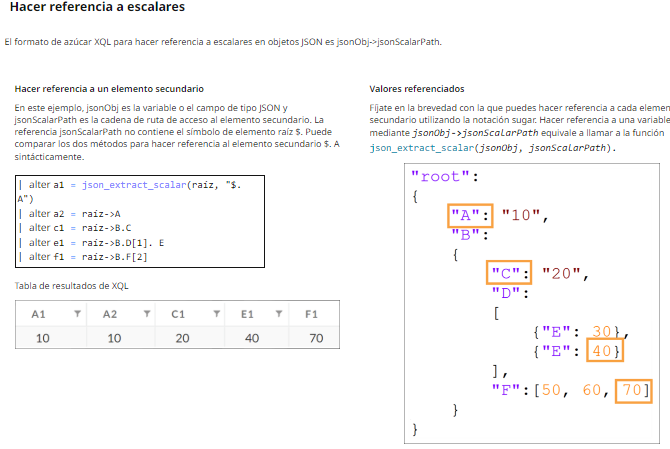 Hacer referencia a escalares
El formato de azúcar XQL para hacer referencia a escalares en objetos JSON es jsonObj->jsonScalarPath.
Hacer referencia a un elemento secundario
En este ejemplo, jsonObj es la variable o el campo de tipo JSON y
jsonScalarPath es la cadena de ruta de acceso al elemento secundario. La
referencia jsonScalarPath no contiene el símbolo de elemento raíz $. Puede
comparar los dos métodos para hacer referencia al elemento secundario $. A
sintácticamente.
| alter a1 = json_extract_scalar(raíz, "$.
A")
| alter a2 = raíz->A
| alter c1 = raíz->B.C
| alter e1 = raíz->B.D[1]. E
| alter f1 = raíz->B.F[2]
Tabla de resultados de XQL
A1 A2 C1 E1 F1
10 10 20 40 70
Valores referenciados
Fíjate en la brevedad con la que puedes hacer referencia a cada elemen
secundario utilizando la notación sugar. Hacer referencia a una variable
mediante jsonObj->jsonScalarPath equivale a llamar a la función
json_extract_scalar(jsonObj, jsonScalarPath).
"root":
{
"A": "10",
"B":
{
"C": "20",
"D":
[
{"E": 30},
{"E": 40}
],
"F":[50, 60, 70]
}
}